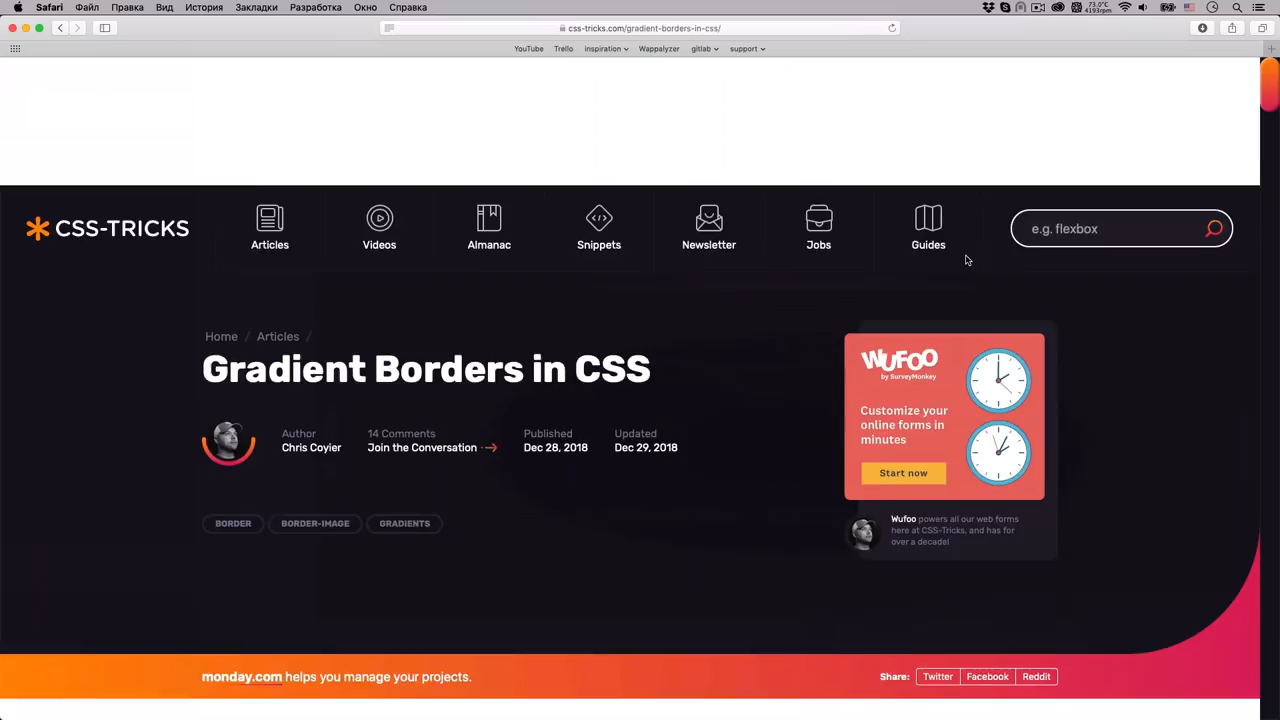 Safari Файл Правка Вид История Закладки Разработка Окно Справка
73.0°C
4193rpm
css-tricks.com/gradient-borders-in-css/
YouTube Trello inspiration Wappalyzer gitlab support
CSS-TRICKS
Articles Videos Almanac Snippets Newsletter Jobs Guides
e.g. flexbox
Home / Articles /
Gradient Borders in CSS
Author
Chris Coyier
14 Comments
Join the Conversation
Published
Dec 28, 2018
Updated
Dec 29, 2018
BORDER BORDER-IMAGE GRADIENTS
WUFOO
by SurveyMonkey
Customize your
online forms in
minutes
Start now
Wufoo powers all our web forms
here at CSS-Tricks, and has for
over a decade!
monday.com helps you manage your projects.
Share: Twitter Facebook Reddit